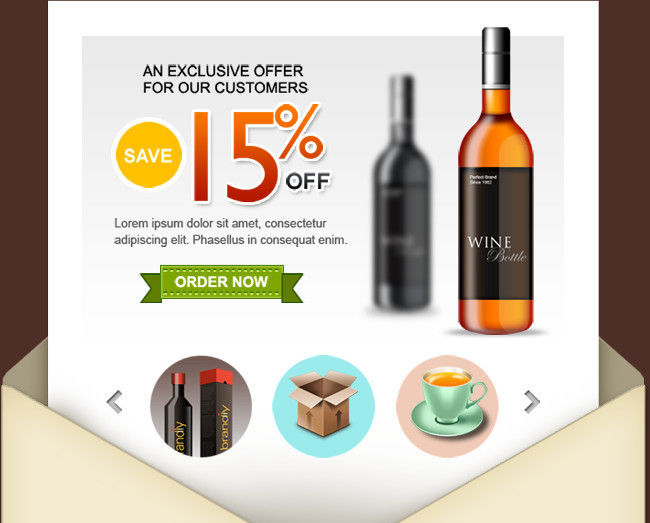 AN EXCLUSIVE OFFER
FOR OUR CUSTOMERS
SAVE
15%
OFF
Lorem ipsum dolor sit amet, consectetur
adipiscing elit. Phasellus in consequat enim.
ORDER NOW
Perfect Brand
Since 1962
WINE
Bottle
brandly
brandly